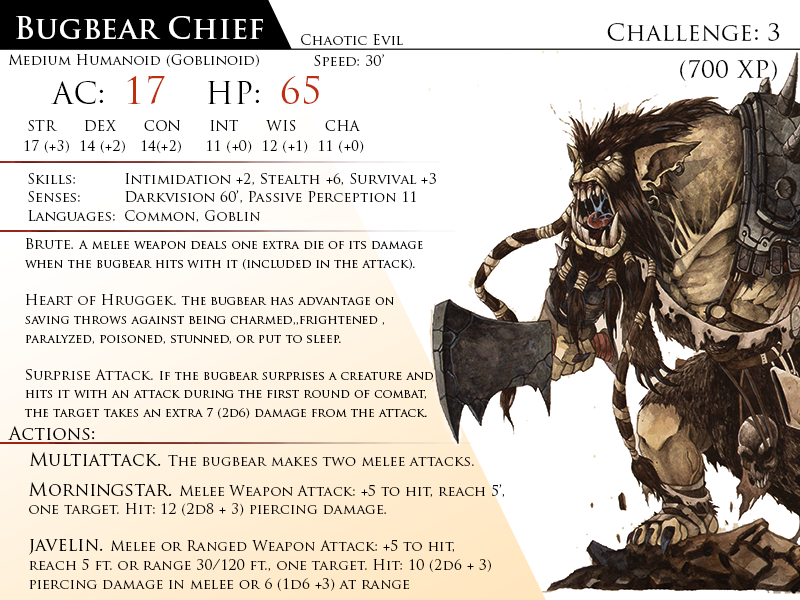 Bugbear Chief
Chaotic Evil
Challenge: 3
Medium Humanoid (Goblinoid)
Speed: 30'
(700 XP)
AC: 17 HP: 65
STR DEX CON INT WIS CHA
17 (+3) 14 (+2) 14(+2) 11 (+0) 12 (+1) 11 (+0)
Skills: Intimidation +2, Stealth +6, Survival +3
Senses: Darkvision 60', Passive Perception 11
Languages: Common, Goblin
Brute. a melee weapon deals one extra die of its damage
when the bugbear hits with it (included in the attack).
Heart of Hruggek. the bugbear has advantage on
saving throws against being charmed,,frightened ,
paralyzed, poisoned, stunned, or put to sleep.
Surprise Attack. if the bugbear surprises a creature and
hits it with an attack during the first round of combat,
the target takes an extra 7 (2d6) damage from the attack.
Actions:
Multiattack. The bugbear makes two melee attacks.
Morningstar. Melee Weapon Attack: +5 to hit, reach 5',
one target. Hit: 12 (2d8 + 3) piercing damage.
Javelin. Melee or Ranged Weapon Attack: +5 to hit,
reach 5 ft. or range 30/120 ft., one target. Hit: 10 (2d6 + 3)
piercing damage in melee or 6 (1d6 +3) at range